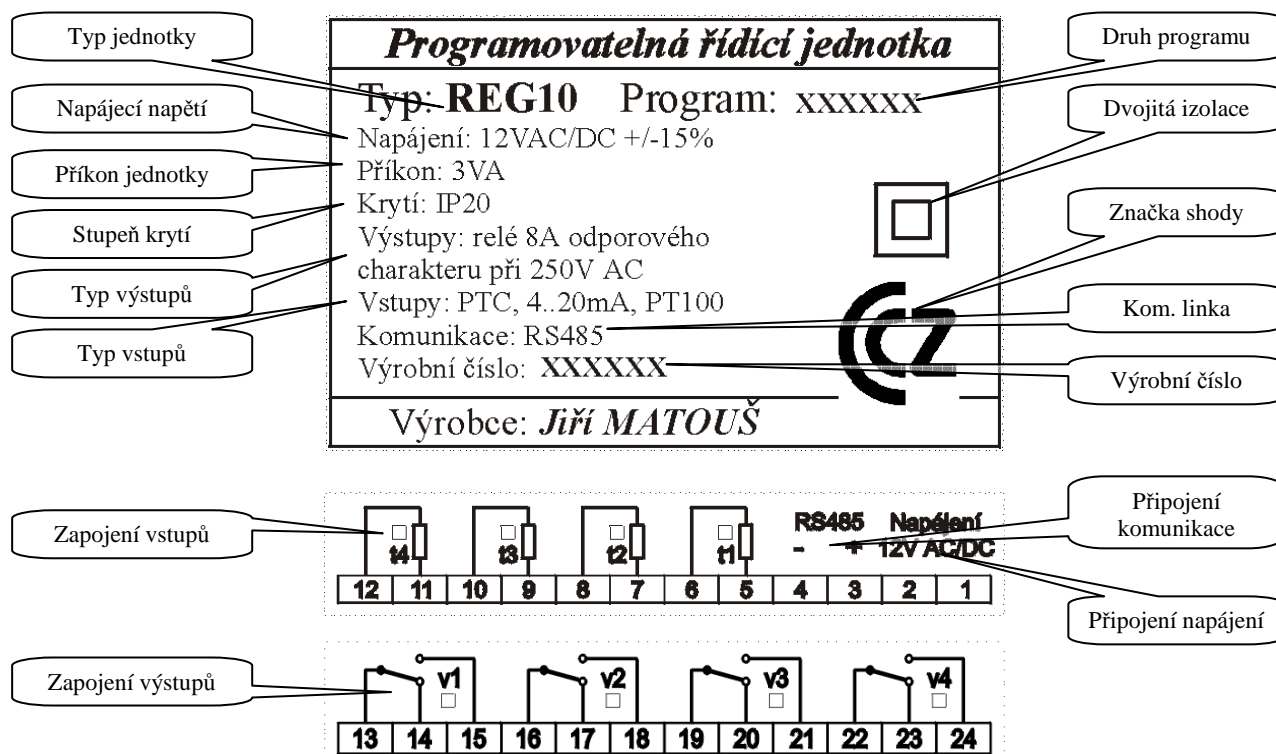 Programovatelná řídící jednotka
Typ: REG10 Program: xxxxxx
Napájení: 12VAC/DC +/-15%
Příkon: 3VA
Krytí: IP20
Výstupy: relé 8A odporového
charakteru při 250V AC
Vstupy: PTC, 4..20mA, PT100
Komunikace: RS485
Výrobní číslo: XXXXXX
Výrobce: Jiří MATOUŠ
Typ jednotky
Napájecí napětí
Příkon jednotky
Stupeň krytí
Typ výstupů
Typ vstupů
Druh programu
Dvojitá izolace
Značka shody
Kom. linka
Výrobní číslo
CZ
Zapojení vstupů
t4 t3 t2 t1 RS485 Napájení
- + 12V AC/DC
12 11 10 9 8 7 6 5 4 3 2 1
Připojení
komunikace
Připojení napájení
Zapojení výstupů
v1 v2 v3 v4
13 14 15 16 17 18 19 20 21 22 23 24